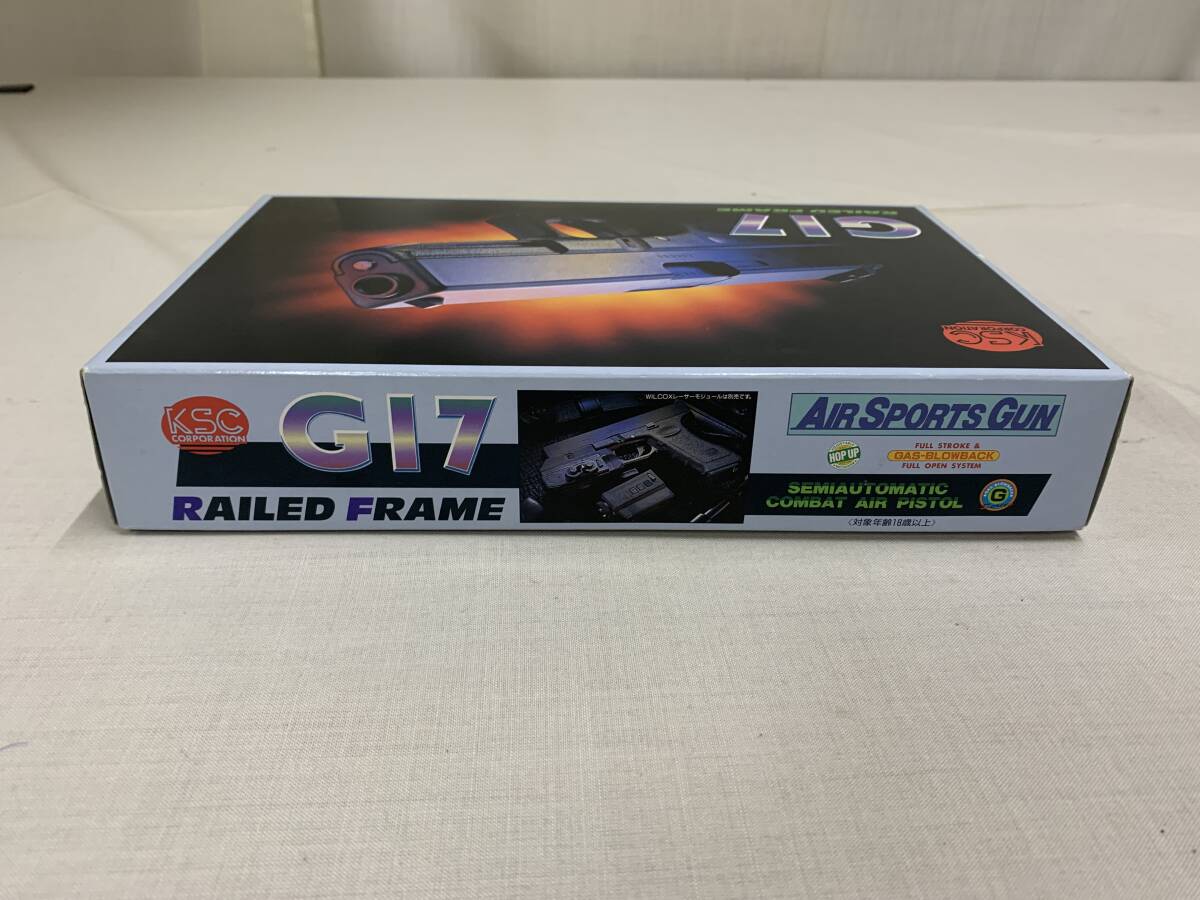 G17
RAILED FRAME
KSC
CORPORATION
KSC
CORPORATION
G17
RAILED FRAME
WILCOXレーザーモジュールは別売です。
AIR SPORTS GUN
HOP UP
FULL STROKE &
GAS-BLOWBACK
FULL OPEN SYSTEM
SEMIAUTOMATIC
COMBAT AIR PISTOL
G
〈対象年齢18歳以上〉